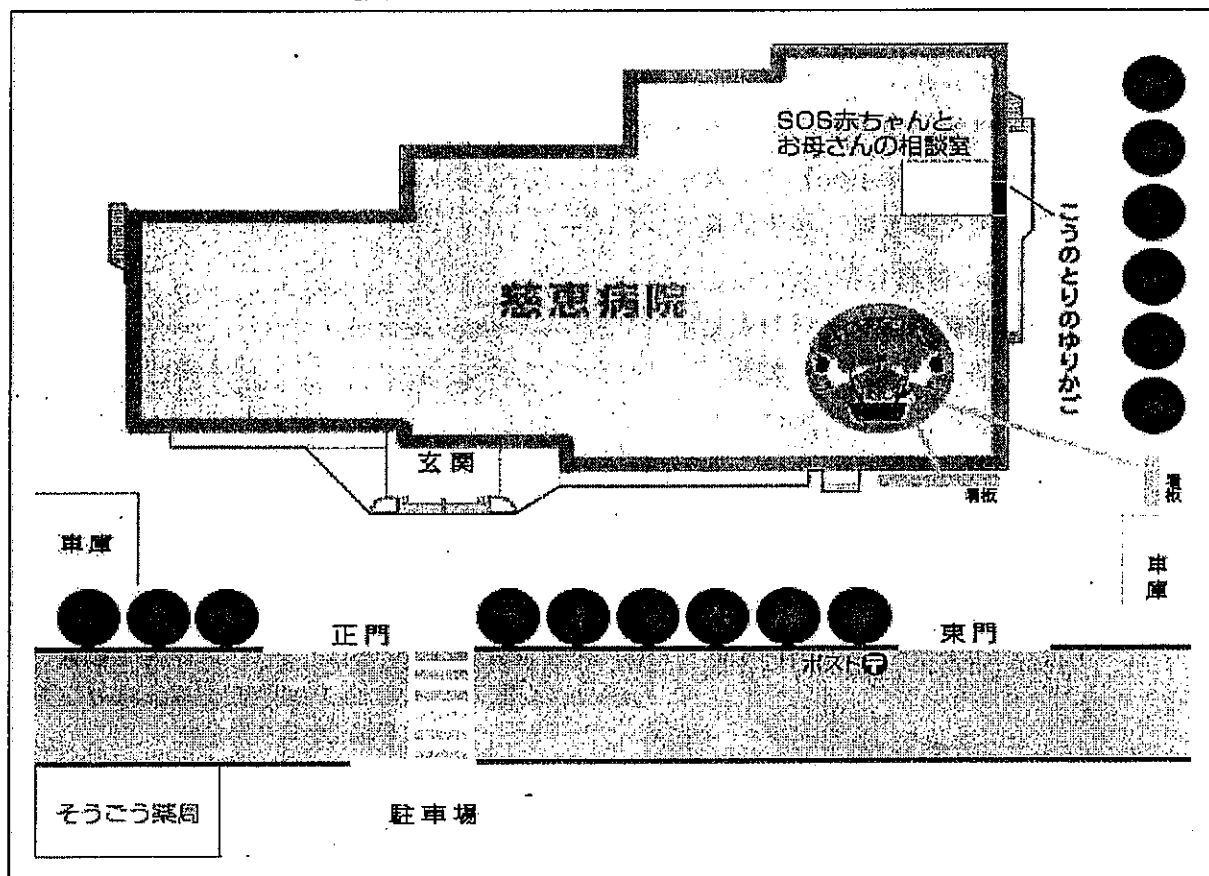 SOS赤ちゃんと
お母さんの相談室
こうのとりのゆりかご
慈恵病院
玄関
看板
看板
車庫
車庫
正門
東門
ポスト〒
そうごう薬局
駐車場